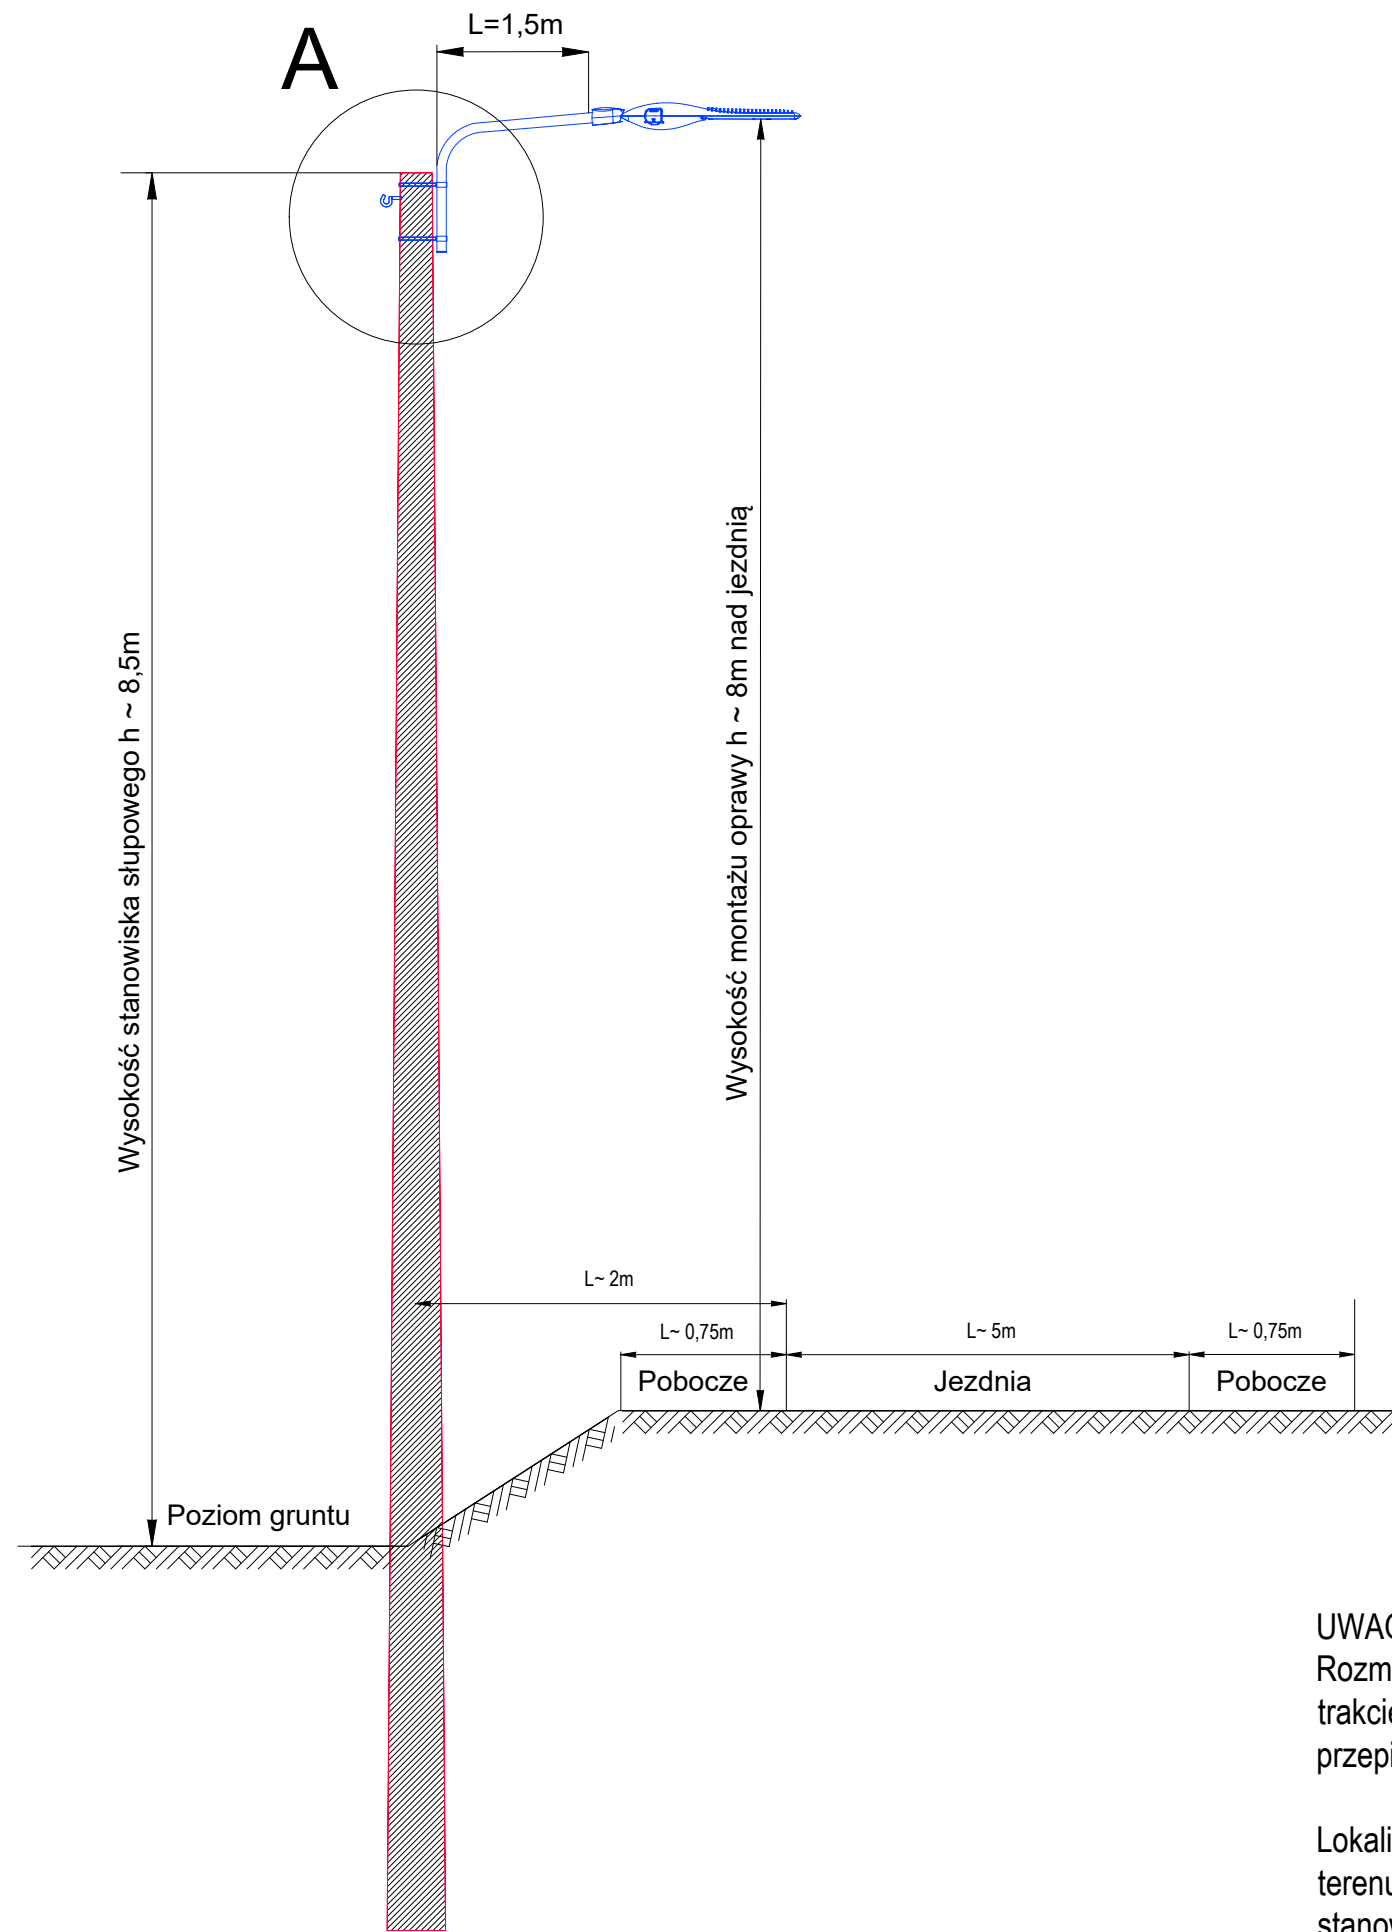 L=1,5m
A
Wysokość stanowiska słupowego h ~ 8,5m
Wysokość montażu oprawy h ~ 8m nad jezdnią
L~ 2m
L~ 0,75m
L~ 5m
L~ 0,75m
Pobocze
Jezdnia
Pobocze
Poziom gruntu